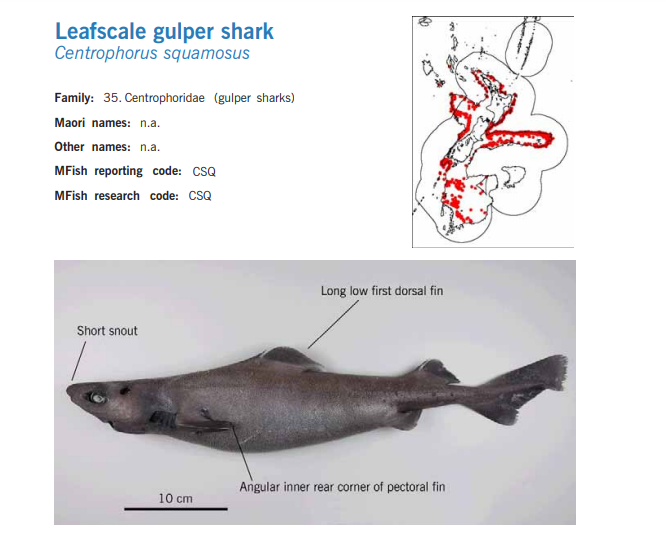 Leafscale gulper shark
Centrophorus squamosus
Family: 35. Centrophoridae (gulper sharks)
Maori names: n.a.
Other names: n.a.
MFish reporting code: CSQ
MFish research code: CSQ
Long low first dorsal fin
Short snout
Angular inner rear corner of pectoral fin
10 cm